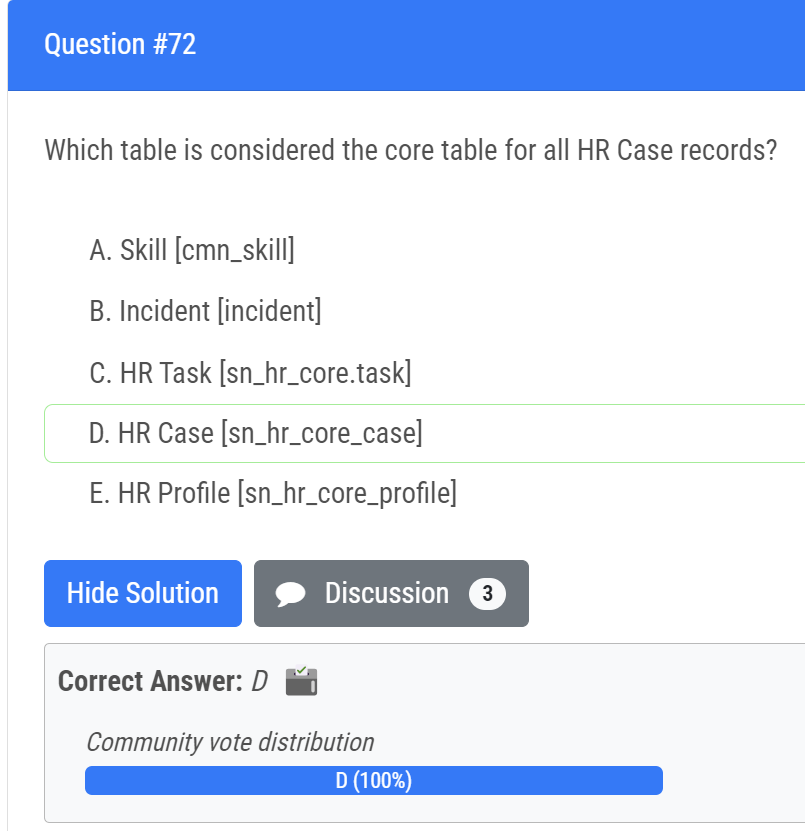 Question #72
Which table is considered the core table for all HR Case records?
A. Skill [cmn_skill]
B. Incident [incident]
C. HR Task [sn_hr_core.task]
D. HR Case [sn_hr_core_case]
E. HR Profile [sn_hr_core_profile]
Hide Solution
Discussion 3
Correct Answer: D
Community vote distribution
D (100%)